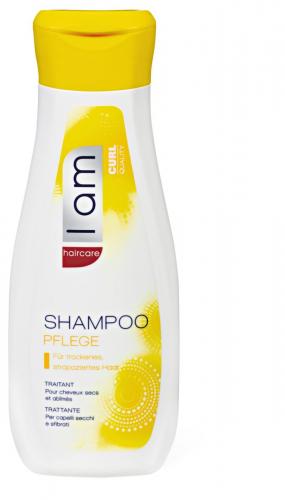 I am
haircare
CURL
QUALITY
SHAMPOO
PFLEGE
Für trockenes,
strapaziertes Haar
TRAITANT
Pour cheveux secs
et abîmés
TRATTANTE
Per capelli secchi
e sfibrati